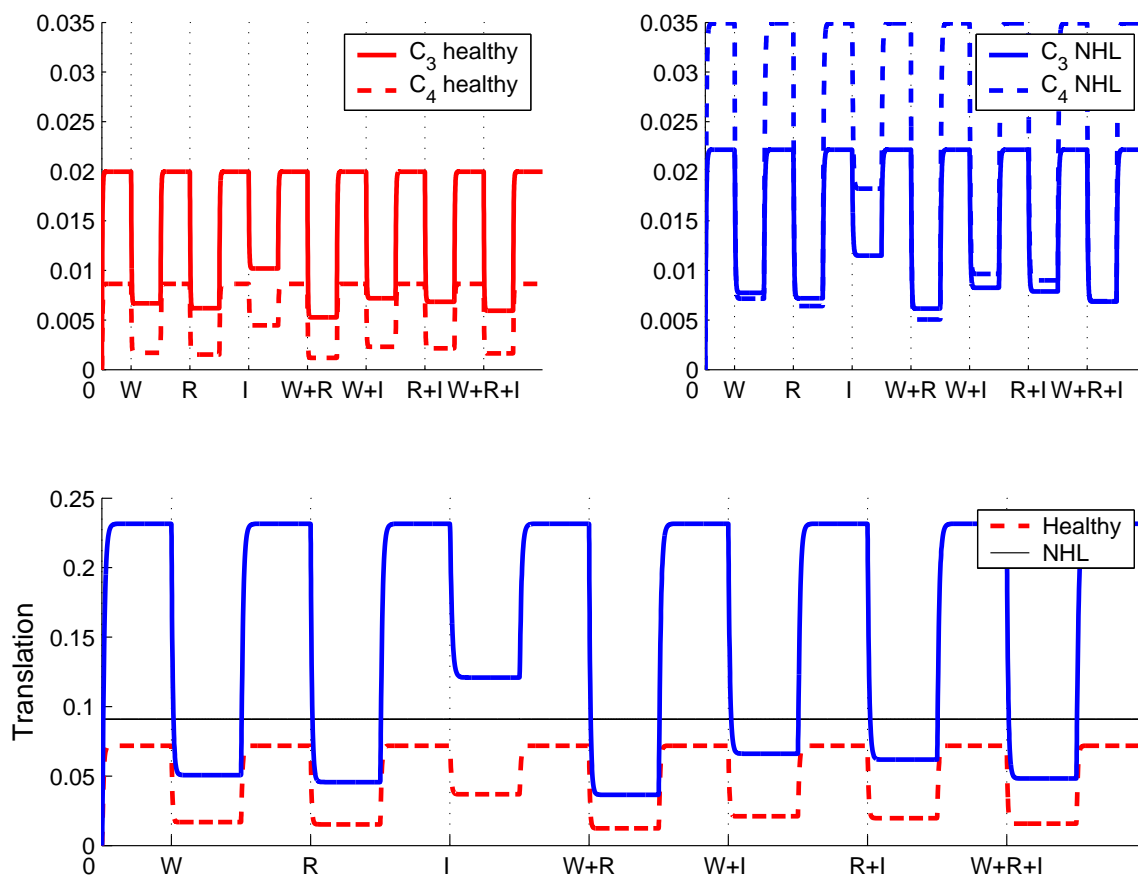 0.035
0.03
0.025
0.02
0.015
0.01
0.005
0
0 W R I W+R W+I R+I W+R+I
C3 healthy
C4 healthy
0.035
0.03
0.025
0.02
0.015
0.01
0.005
0
0 W R I W+R W+I R+I W+R+I
C3 NHL
C4 NHL
Translation
0.25
0.2
0.15
0.1
0.05
0
0 W R I W+R W+I R+I W+R+I
Healthy
NHL